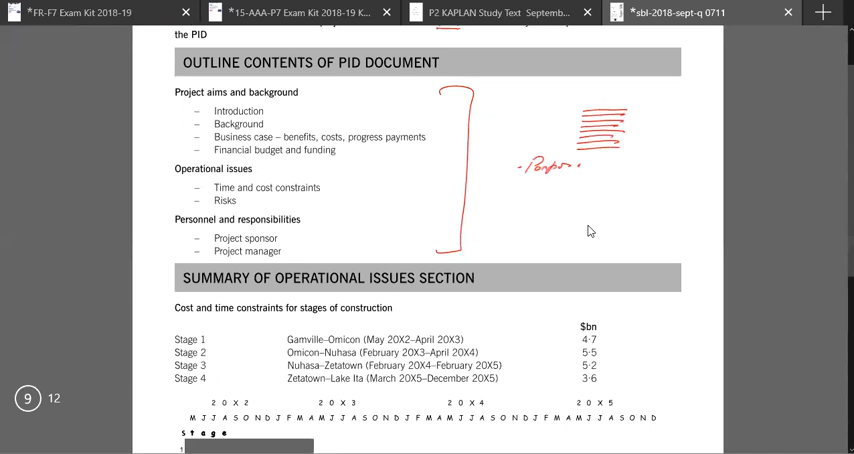 *FR-F7 Exam Kit 2018-19
*15-AAA-P7 Exam Kit 2018-19 K...
P2 KAPLAN Study Text Septemb...
*sbl-2018-sept-q 0711
the PID
OUTLINE CONTENTS OF PID DOCUMENT
Project aims and background
– Introduction
– Background
– Business case – benefits, costs, progress payments
– Financial budget and funding
Operational issues
– Time and cost constraints
– Risks
Personnel and responsibilities
– Project sponsor
– Project manager
SUMMARY OF OPERATIONAL ISSUES SECTION
Cost and time constraints for stages of construction
$bn
Stage 1 Gamville–Omicon (May 20X2–April 20X3) 4·7
Stage 2 Omicon–Nuhasa (February 20X3–April 20X4) 5·5
Stage 3 Nuhasa–Zetatown (February 20X4–February 20X5) 5·2
Stage 4 Zetatown–Lake Ita (March 20X5–December 20X5) 3·6
20X2 20X3 20X4 20X5
M J J A S O N D J F M A M J J A S O N D J F M A M J J A S O N D J F M A M J J A S O N D
Stage
1
9 12